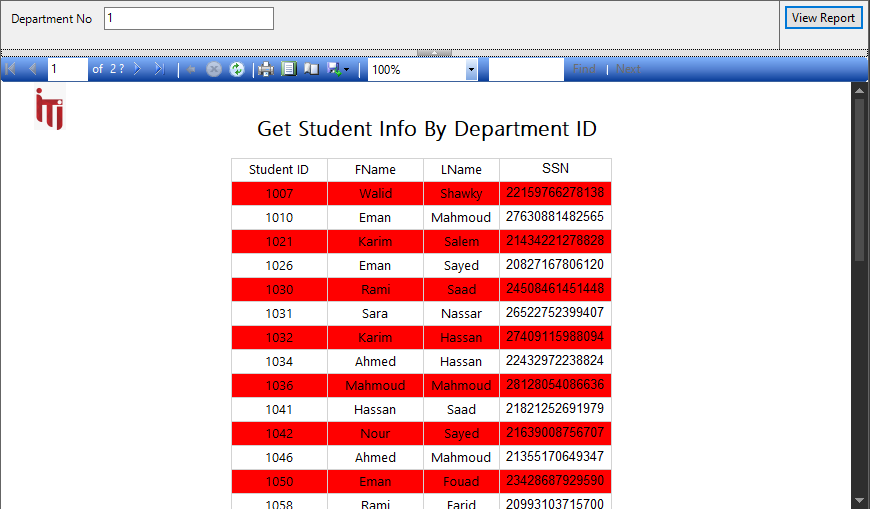 Department No 1 View Report
1 of 2 ? 100% Find | Next
iTi
Get Student Info By Department ID
Student ID FName LName SSN
1007 Walid Shawky 22159766278138
1010 Eman Mahmoud 27630881482565
1021 Karim Salem 21434221278828
1026 Eman Sayed 20827167806120
1030 Rami Saad 24508461451448
1031 Sara Nassar 26522752399407
1032 Karim Hassan 27409115988094
1034 Ahmed Hassan 22432972238824
1036 Mahmoud Mahmoud 28128054086636
1041 Hassan Saad 21821252691979
1042 Nour Sayed 21639008756707
1046 Ahmed Mahmoud 21355170649347
1050 Eman Fouad 23428687929590
1058 Rami Farid 20993103715700